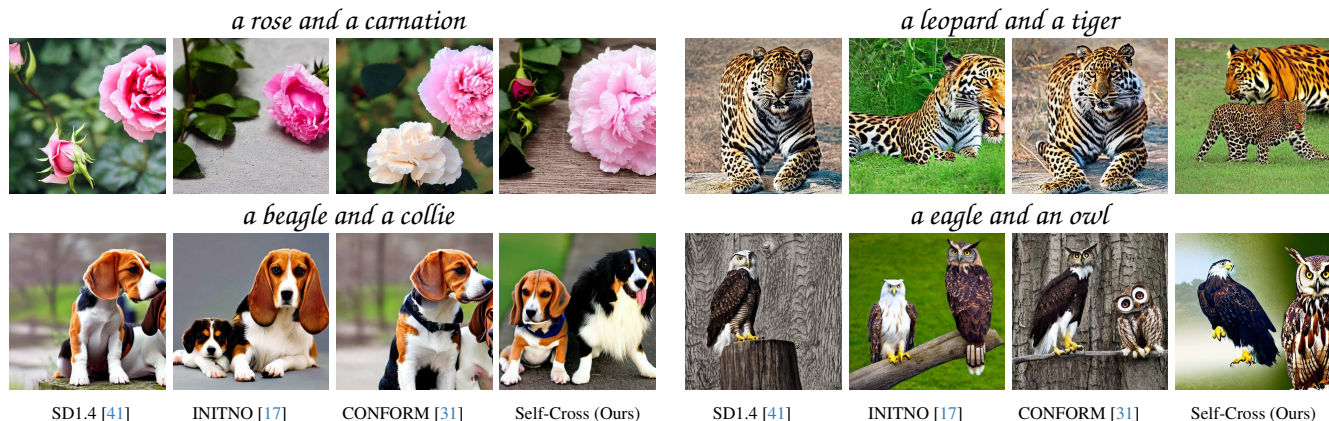 a rose and a carnation
a leopard and a tiger
a beagle and a collie
a eagle and an owl
SD1.4 [41]
INITNO [17]
CONFORM [31]
Self-Cross (Ours)
SD1.4 [41]
INITNO [17]
CONFORM [31]
Self-Cross (Ours)